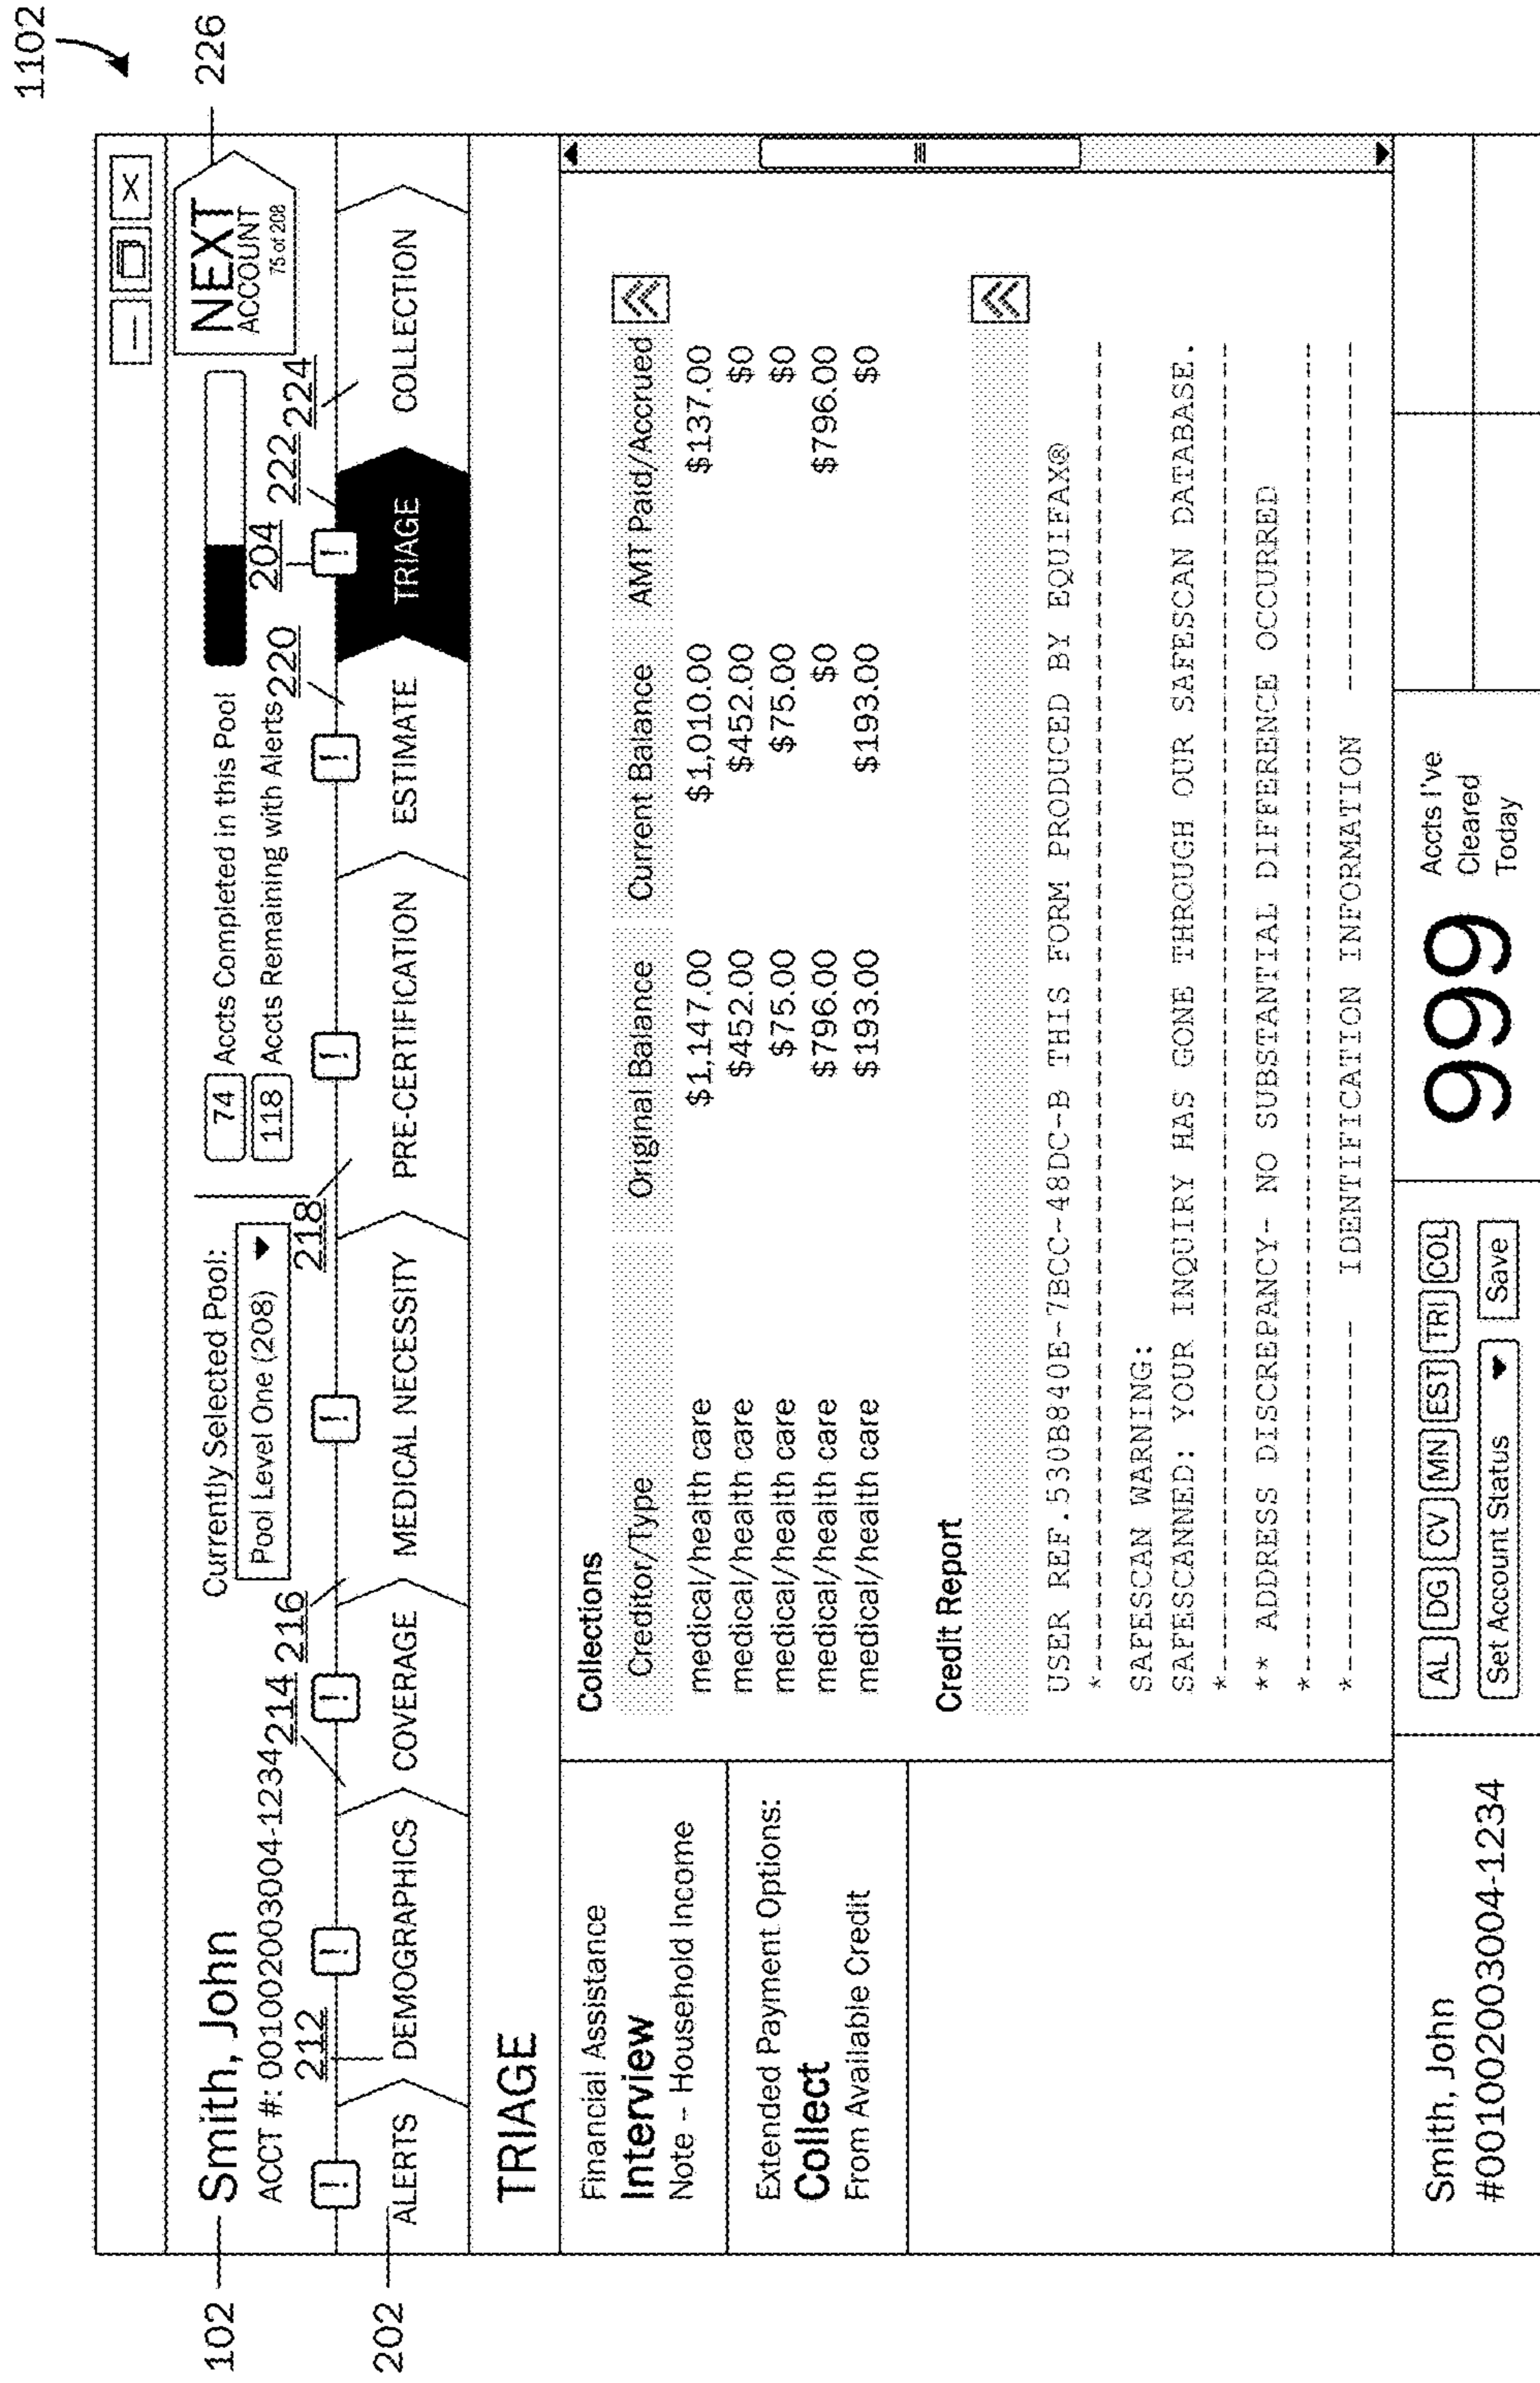 1102
226
NEXT
ACCOUNT
75 of 208
102
Smith, John
ACCT #: 001002003004-1234
Currently Selected Pool:
Pool Level One (208)
74 Accts Completed in this Pool
118 Accts Remaining with Alerts
212
214
216
218
220
204
222
224
! ! ! ! ! ! ! !
202
ALERTS DEMOGRAPHICS COVERAGE MEDICAL NECESSITY PRE-CERTIFICATION ESTIMATE TRIAGE COLLECTION
TRIAGE
Financial Assistance
Interview
Note - Household Income
Extended Payment Options:
Collect
From Available Credit
Collections
Creditor/Type Original Balance Current Balance AMT Paid/Accrued
medical/health care $1,147.00 $1,010.00 $137.00
medical/health care $452.00 $452.00 $0
medical/health care $75.00 $75.00 $0
medical/health care $796.00 $0 $796.00
medical/health care $193.00 $193.00 $0
Credit Report
USER REF.530B840E-7BCC-48DC-B THIS FORM PRODUCED BY EQUIFAX®
*------------------------------------------------------------
SAFESCAN WARNING:
SAFESCANNED: YOUR INQUIRY HAS GONE THROUGH OUR SAFESCAN DATABASE.
*------------------------------------------------------------
** ADDRESS DISCREPANCY- NO SUBSTANTIAL DIFFERENCE OCCURRED
*------------------------------------------------------------
*---------------- IDENTIFICATION INFORMATION ----------------
Smith, John
#001002003004-1234
AL DG CV MN EST TRI COL
Set Account Status Save
999
Accts I've
Cleared
Today